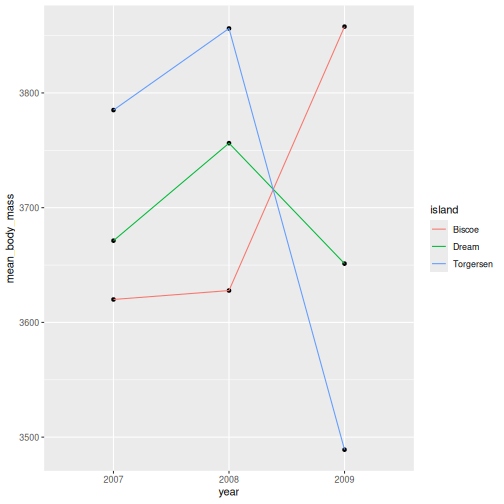 3800
3700
3600
3500
mean_body_mass
2007 2008 2009
year
island
Biscoe
Dream
Torgersen